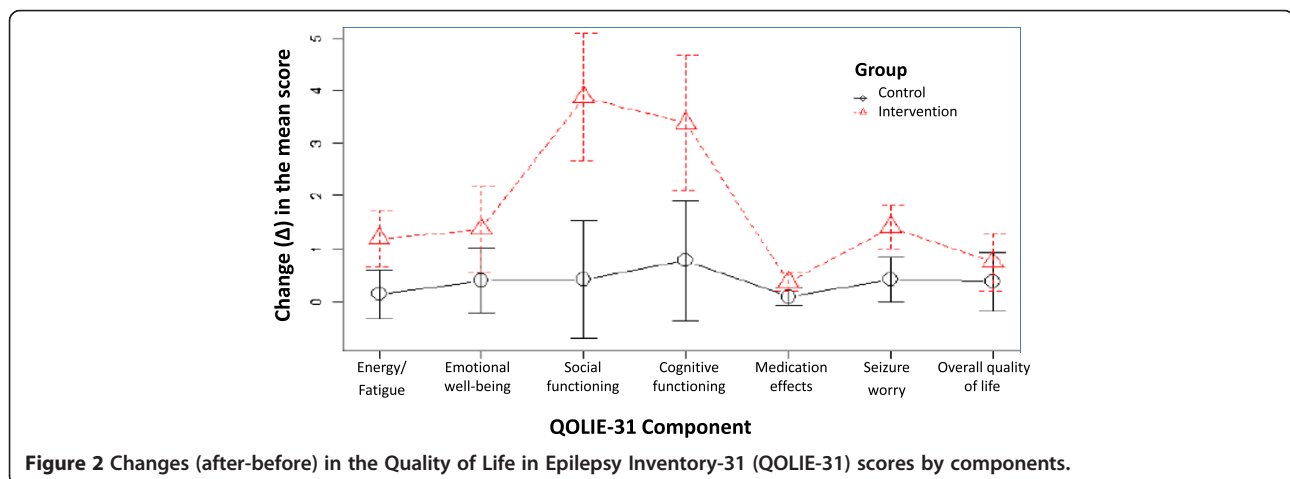 Change (Δ) in the mean score
5
4
3
2
1
0
Group
Control
Intervention
Energy/
Fatigue
Emotional
well-being
Social
functioning
Cognitive
functioning
Medication
effects
Seizure
worry
Overall quality
of life
QOLIE-31 Component
Figure 2 Changes (after-before) in the Quality of Life in Epilepsy Inventory-31 (QOLIE-31) scores by components.